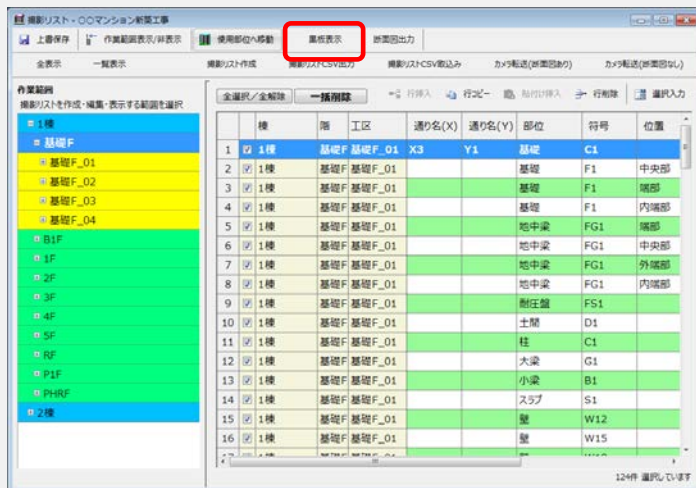 撮影リスト - 〇〇マンション新築工事
上書保存 作業範囲表示/非表示 使用部位へ移動 黒板表示 断面図出力
全表示 一覧表示 撮影リスト作成 撮影リストCSV出力 撮影リストCSV取込み カメラ転送(断面図あり) カメラ転送(断面図なし)
作業範囲
撮影リストを作成・編集・表示する範囲を選択
全選択/全解除 一括削除 行挿入 行コピー 貼付け挿入 行削除 選択入力
1棟
基礎F
基礎F_01
基礎F_02
基礎F_03
基礎F_04
B1F
1F
2F
3F
4F
5F
RF
P1F
PHRF
2棟
棟 階 工区 通り名(X) 通り名(Y) 部位 符号 位置
1 1棟 基礎F 基礎F_01 X3 Y1 基礎 C1
2 1棟 基礎F 基礎F_01 基礎 F1 中央部
3 1棟 基礎F 基礎F_01 基礎 F1 端部
4 1棟 基礎F 基礎F_01 基礎 F1 内端部
5 1棟 基礎F 基礎F_01 地中梁 FG1 端部
6 1棟 基礎F 基礎F_01 地中梁 FG1 中央部
7 1棟 基礎F 基礎F_01 地中梁 FG1 外端部
8 1棟 基礎F 基礎F_01 地中梁 FG1 内端部
9 1棟 基礎F 基礎F_01 耐圧盤 FS1
10 1棟 基礎F 基礎F_01 土間 D1
11 1棟 基礎F 基礎F_01 柱 C1
12 1棟 基礎F 基礎F_01 大梁 G1
13 1棟 基礎F 基礎F_01 小梁 B1
14 1棟 基礎F 基礎F_01 スラブ S1
15 1棟 基礎F 基礎F_01 壁 W12
16 1棟 基礎F 基礎F_01 壁 W15
124件 選択しています